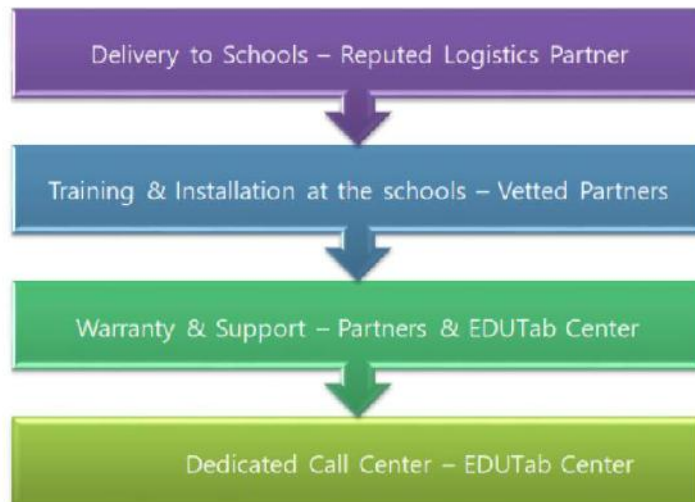 Delivery to Schools – Reputed Logistics Partner
Training & Installation at the schools – Vetted Partners
Warranty & Support – Partners & EDUTab Center
Dedicated Call Center – EDUTab Center